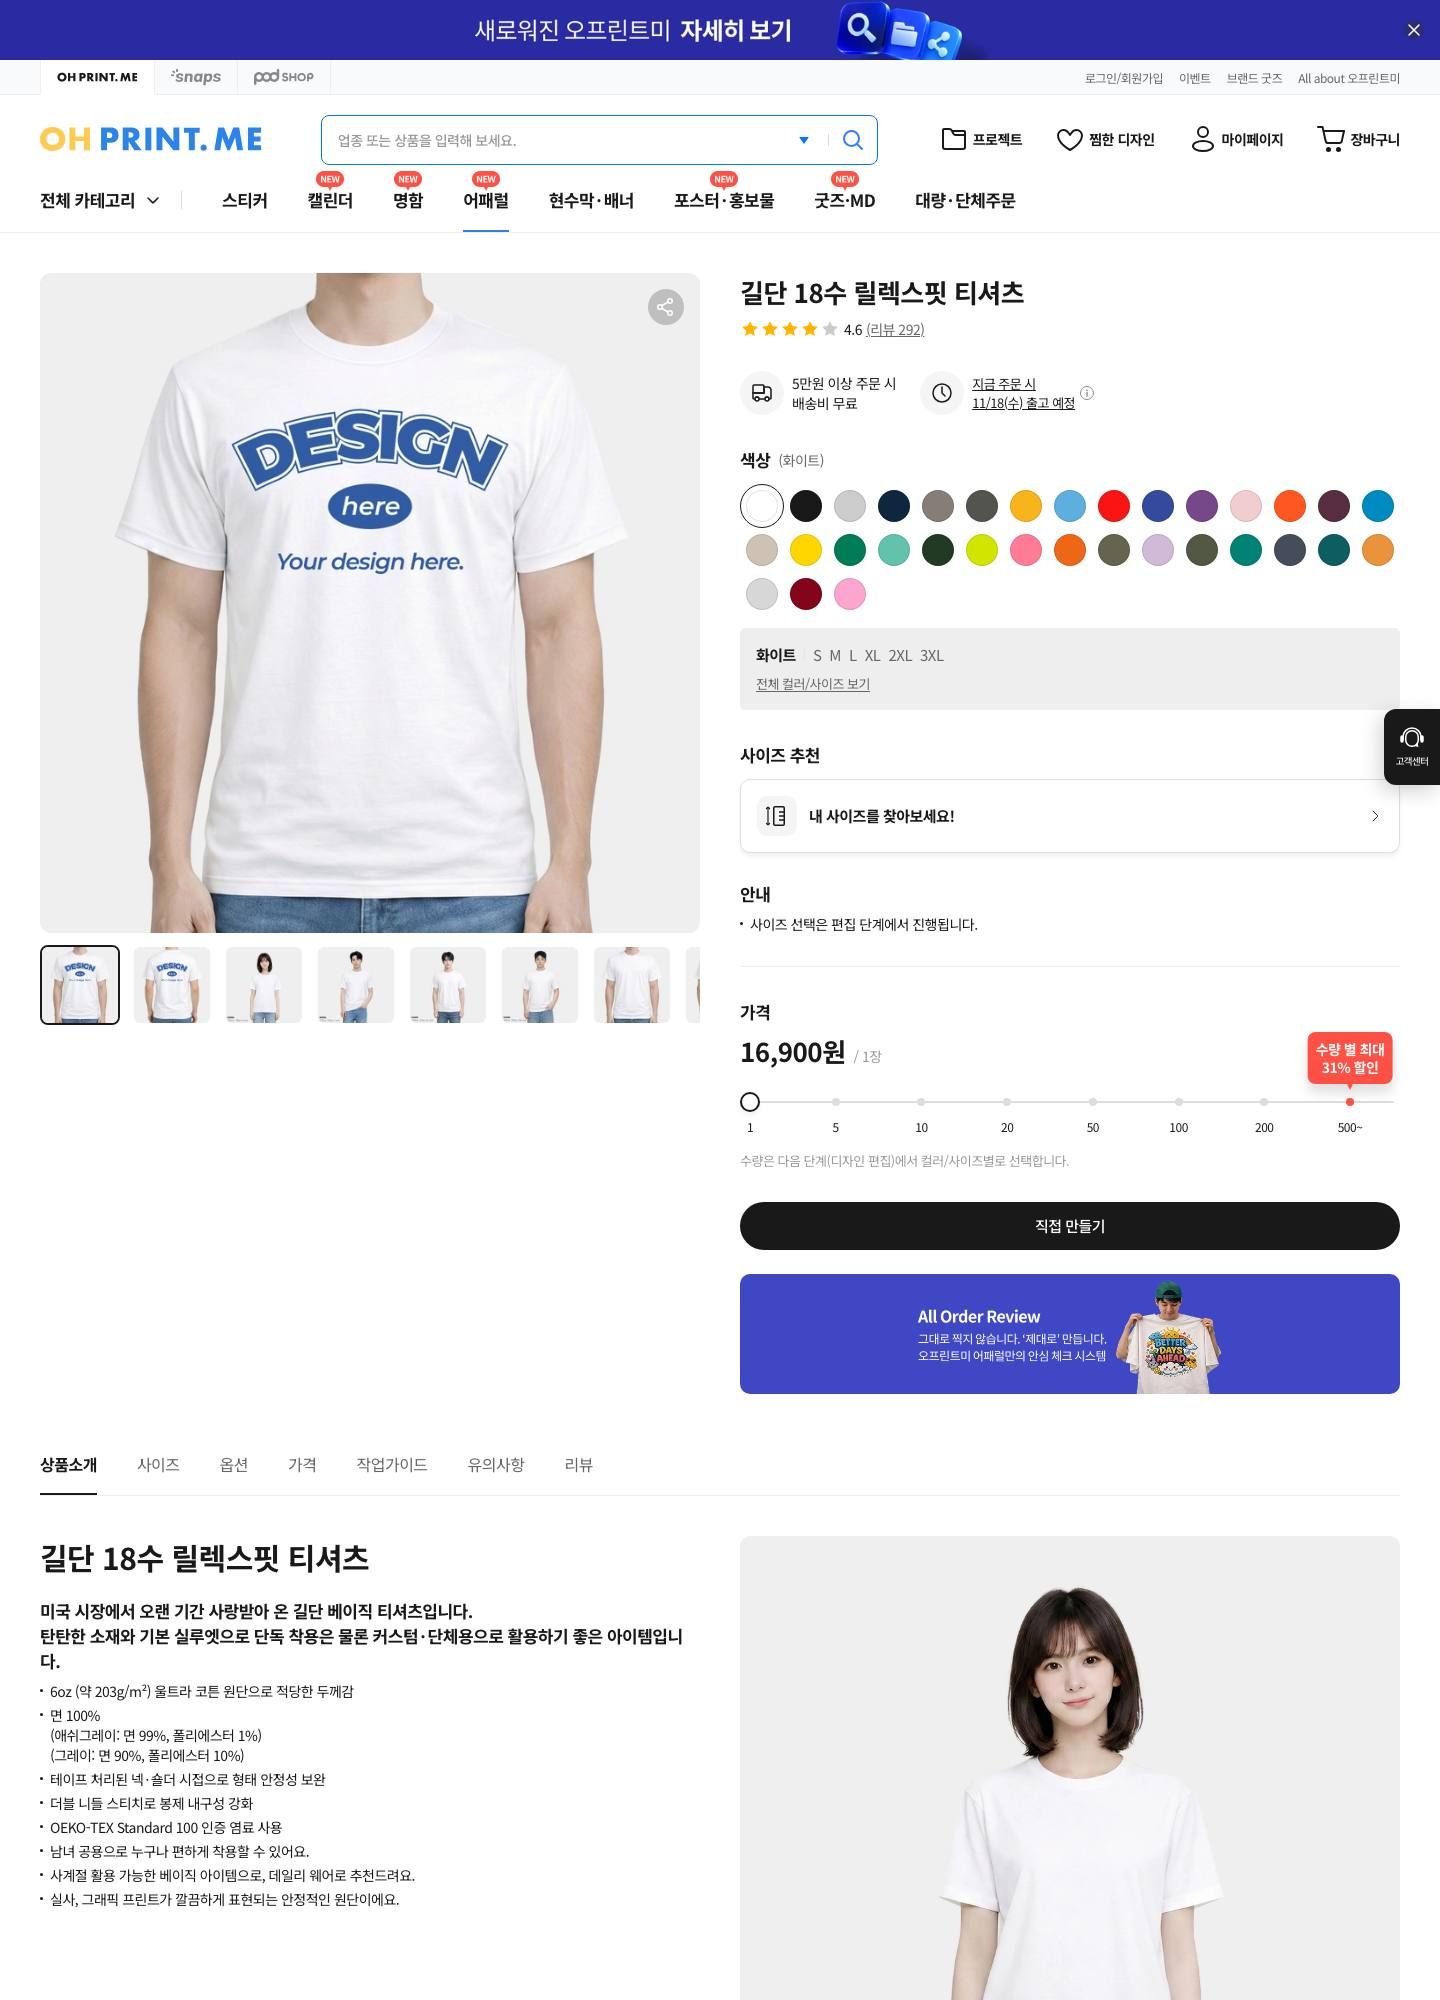 새로워진 오프린트미 자세히 보기
OH PRINT.ME
snaps
pod SHOP
로그인/회원가입
이벤트
브랜드 굿즈
All about 오프린트미
OH PRINT.ME
업종 또는 상품을 입력해 보세요.
프로젝트
찜한 디자인
마이페이지
장바구니
NEW
NEW
NEW
NEW
NEW
전체 카테고리
스티커
캘린더
명함
어패럴
현수막·배너
포스터·홍보물
굿즈·MD
대량·단체주문
DESIGN
here
Your design here.
길단 18수 릴렉스핏 티셔츠
4.6 (리뷰 292)
5만원 이상 주문 시
배송비 무료
지금 주문 시
11/18(수) 출고 예정
색상 (화이트)
화이트 S M L XL 2XL 3XL
전체 컬러/사이즈 보기
고객센터
사이즈 추천
내 사이즈를 찾아보세요!
안내
· 사이즈 선택은 편집 단계에서 진행됩니다.
DESIGN
here
DESIGN
가격
16,900원 / 1장
수량 별 최대
31% 할인
1
5
10
20
50
100
200
500~
수량은 다음 단계(디자인 편집)에서 컬러/사이즈별로 선택합니다.
직접 만들기
All Order Review
그대로 찍지 않습니다. ‘제대로’ 만듭니다.
오프린트미 어패럴만의 안심 체크 시스템
BETTER
DAYS
AHEAD
상품소개
사이즈
옵션
가격
작업가이드
유의사항
리뷰
길단 18수 릴렉스핏 티셔츠
미국 시장에서 오랜 기간 사랑받아 온 길단 베이직 티셔츠입니다.
탄탄한 소재와 기본 실루엣으로 단독 착용은 물론 커스텀·단체용으로 활용하기 좋은 아이템입니
다.
· 6oz (약 203g/m²) 울트라 코튼 원단으로 적당한 두께감
· 면 100%
(애쉬그레이: 면 99%, 폴리에스터 1%)
(그레이: 면 90%, 폴리에스터 10%)
· 테이프 처리된 넥·숄더 시접으로 형태 안정성 보완
· 더블 니들 스티치로 봉제 내구성 강화
· OEKO-TEX Standard 100 인증 염료 사용
· 남녀 공용으로 누구나 편하게 착용할 수 있어요.
· 사계절 활용 가능한 베이직 아이템으로, 데일리 웨어로 추천드려요.
· 실사, 그래픽 프린트가 깔끔하게 표현되는 안정적인 원단이에요.